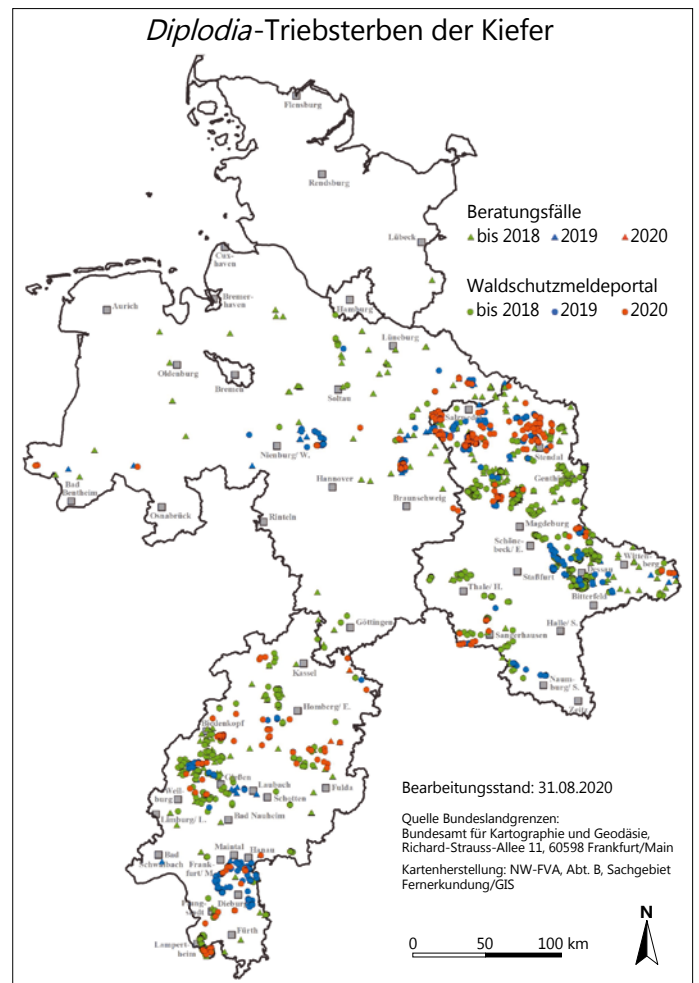 Diplodia-Triebsterben der Kiefer
Flensburg
Rendsburg
Beratungsfälle
bis 2018 2019 2020
Lübeck
Waldschutzmeldeportal
bis 2018 2019 2020
Cux-
haven
Aurich
Bremer-
haven
Hamburg
Lüneburg
Oldenburg
Bremen
Soltau
Salzwedel
Nienburg/ W.
Stendal
Bad
Bentheim
Hannover
Genthin
Osnabrück
Braunschweig
Rinteln
Magdeburg
Schöne-
beck/ E.
Witten-
berg
Staßfurt
Dessau
Thale/ H.
Bitterfeld
Göttingen
Halle/ S.
Sangerhausen
Kassel
Naum-
burg/ S.
Zeitz
Homberg/ E.
Biedenkopf
Gießen
Laubach
Fulda
Weil-
burg
Schotten
Bearbeitungsstand: 31.08.2020
Limburg/ L.
Bad Nauheim
Quelle Bundeslandgrenzen:
Bundesamt für Kartographie und Geodäsie,
Richard-Strauss-Allee 11, 60598 Frankfurt/Main
Maintal
Bad
Schwalbach
Hanau
Frank-
furt/ M.
Kartenherstellung: NW-FVA, Abt. B, Sachgebiet
Fernerkundung/GIS
Dieburg
Pfung-
stadt
Fürth
Lampert-
heim
N
0 50 100 km